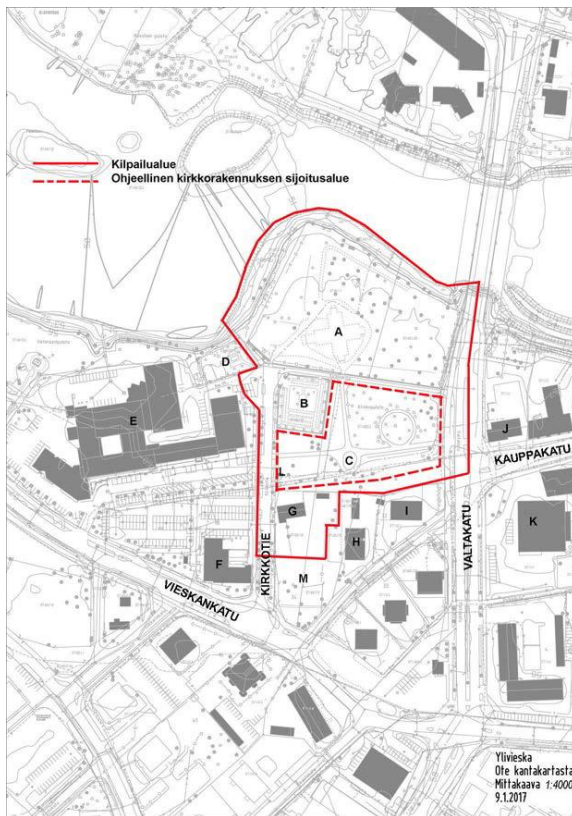 Kilpailualue
Ohjeellinen kirkkorakennuksen sijoitusalue
A
D
B
E
J
C
KAUPPAKATU
L
G
I
H
K
F
KIRKKOTIE
VALTAKATU
M
VIESKANKATU
Ylivieska
Ote kantakartasta
Mittakaava 1:4000
9.1.2017